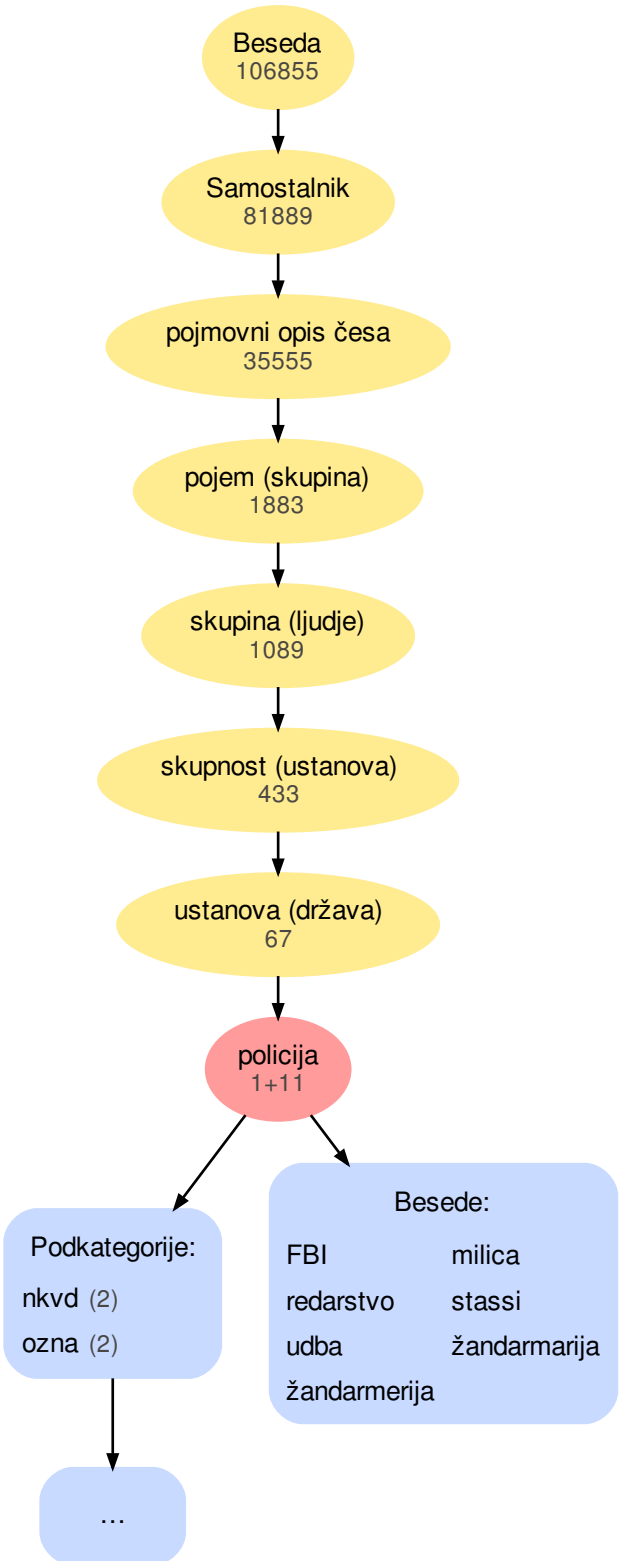 Beseda
106855
Samostalnik
81889
pojmovni opis česa
35555
pojem (skupina)
1883
skupina (ljudje)
1089
skupnost (ustanova)
433
ustanova (država)
67
policija
1+11
Podkategorije:
nkvd (2)
ozna (2)
...
Besede:
FBI milica
redarstvo stassi
udba žandarmarija
žandarmerija